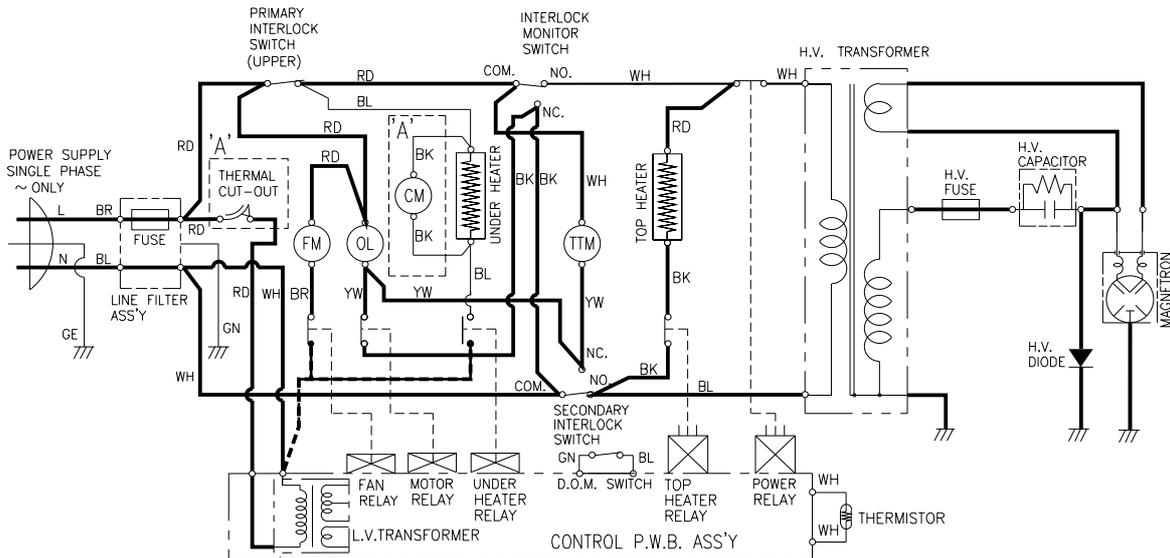 PRIMARY
INTERLOCK
SWITCH
(UPPER)
INTERLOCK
MONITOR
SWITCH
H.V. TRANSFORMER
RD
COM.
NO.
WH
WH
BL
NC.
RD
'A'
RD
RD
'A'
RD
BK
BK
BK
WH
H.V.
CAPACITOR
POWER SUPPLY
SINGLE PHASE
~ ONLY
THERMAL
CUT-OUT
CM
UNDER HEATER
TOP HEATER
H.V.
FUSE
L
BR
FUSE
RD
FM
OL
BK
TTM
MAGNETRON
N
BL
BL
BK
LINE FILTER
ASS'Y
RD
WH
BR
YW
YW
YW
GE
GN
NC.
H.V.
DIODE
WH
COM.
NO.
BK
BL
SECONDARY
INTERLOCK
SWITCH
GN
BL
D.O.M. SWITCH
FAN
RELAY
MOTOR
RELAY
UNDER
HEATER
RELAY
TOP
HEATER
RELAY
POWER
RELAY
WH
L.V.TRANSFORMER
THERMISTOR
WH
CONTROL P.W.B. ASS'Y